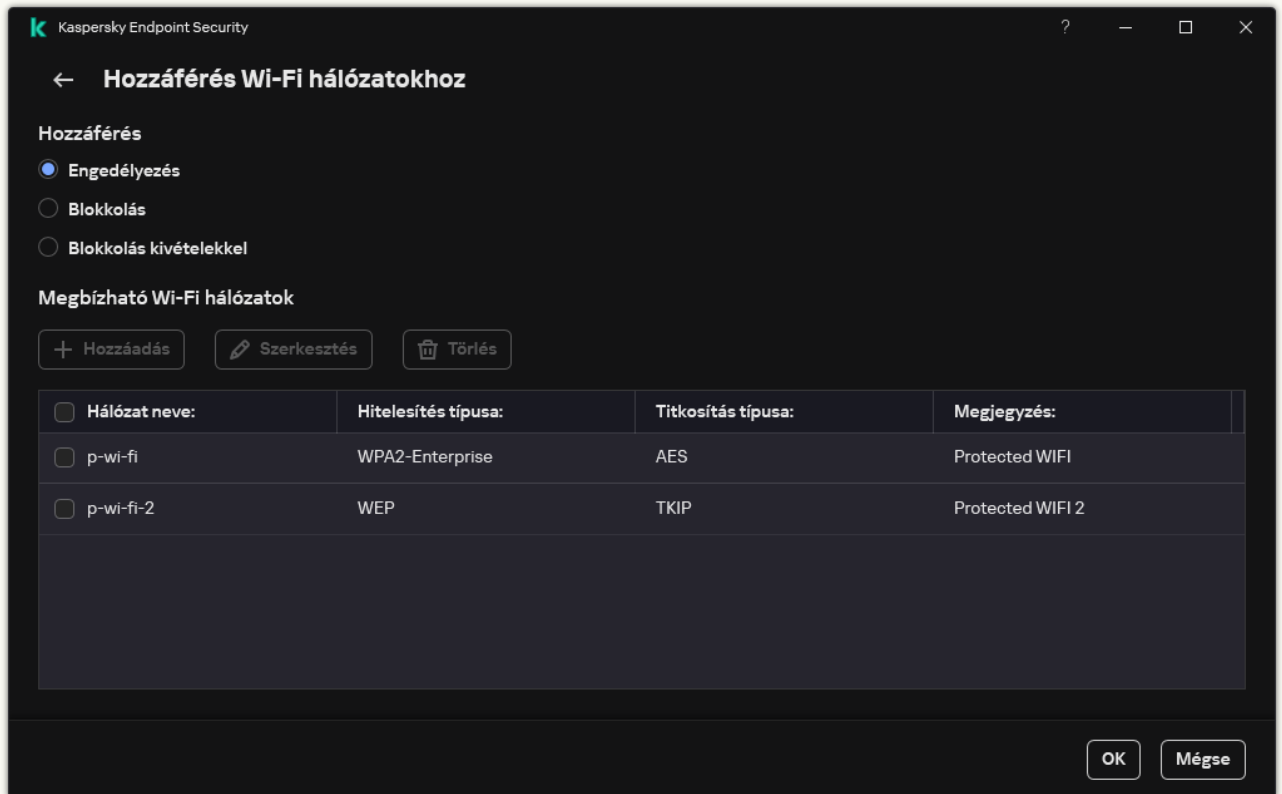 Kaspersky Endpoint Security ?
Hozzáférés Wi-Fi hálózatokhoz
Hozzáférés
Engedélyezés
Blokkolás
Blokkolás kivételekkel
Megbízható Wi-Fi hálózatok
Hozzáadás Szerkesztés Törlés
Hálózat neve: Hitelesítés típusa: Titkosítás típusa: Megjegyzés:
p-wi-fi WPA2-Enterprise AES Protected WIFI
p-wi-fi-2 WEP TKIP Protected WIFI 2
OK Mégse